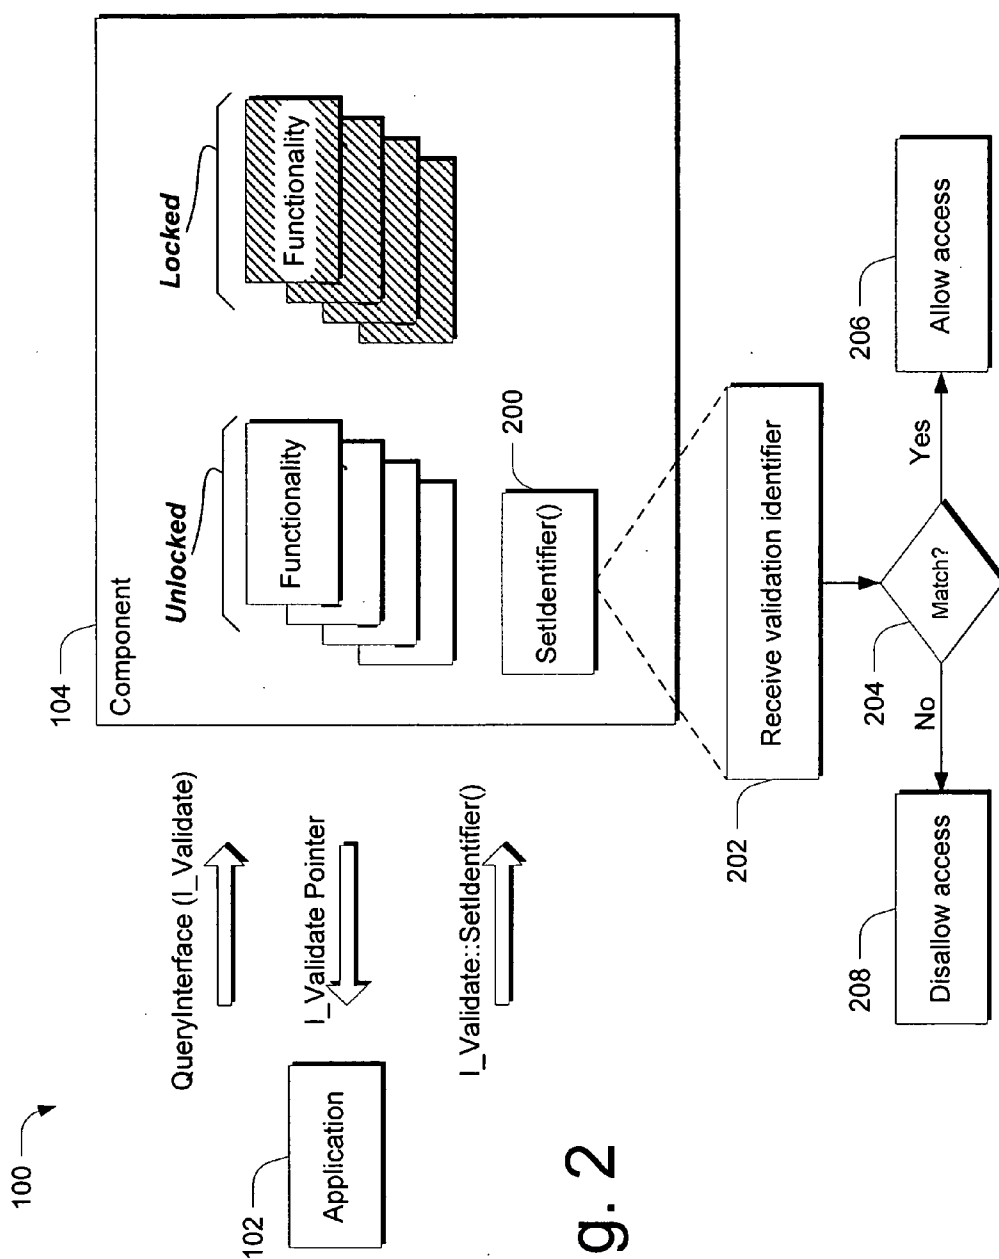 100
102
Application
QueryInterface (I_Validate)
I_Validate Pointer
I_Validate::SetIdentifier()
104
Component
Unlocked
Functionality
Locked
Functionality
200
SetIdentifier()
202
Receive validation identifier
204
Match?
No
Yes
208
Disallow access
206
Allow access
g. 2